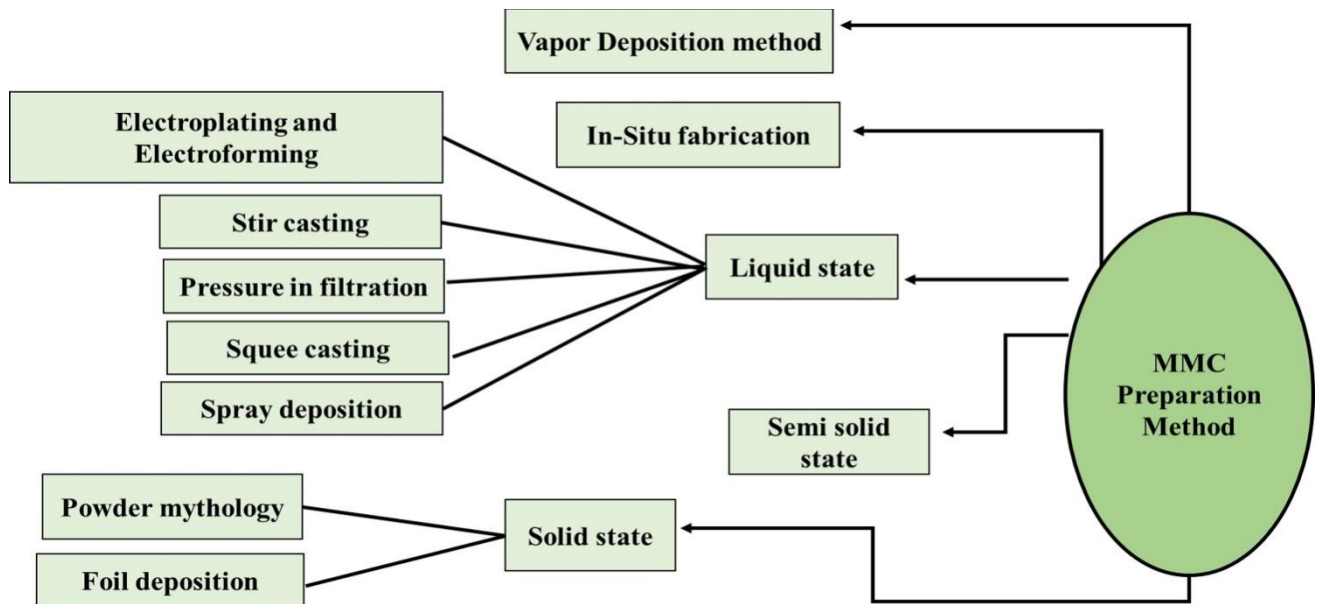 Vapor Deposition method
Electroplating and
Electroforming
In-Situ fabrication
Stir casting
Liquid state
Pressure in filtration
Squee casting
Spray deposition
MMC
Preparation
Method
Semi solid
state
Powder mythology
Solid state
Foil deposition